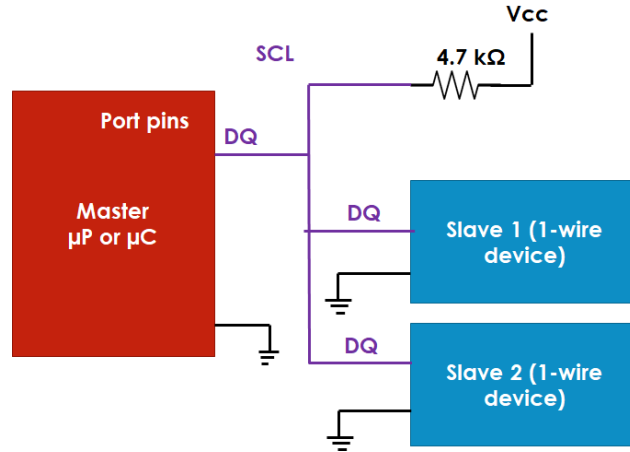 Vcc
SCL
4.7 kΩ
Port pins
DQ
Master
µP or µC
DQ
Slave 1 (1-wire
device)
DQ
Slave 2 (1-wire
device)